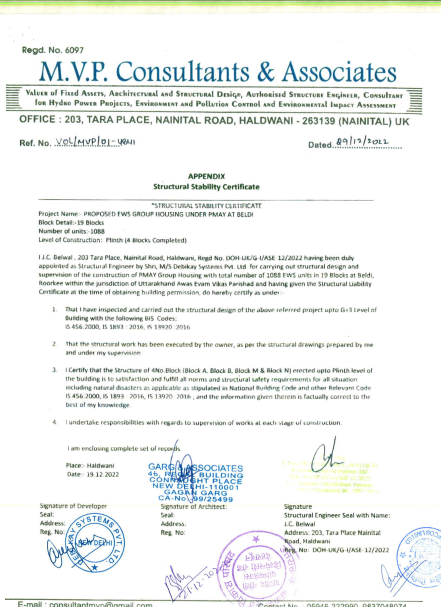 Regd. No. 6097
M.V.P. Consultants & Associates
Valuer of Fixed Assets, Architectural and Structural Design, Authorised Structure Engineer, Consultant
for Hydro Power Projects, Environment and Pollution Control and Environmental Impact Assessment
OFFICE : 203, TARA PLACE, NAINITAL ROAD, HALDWANI - 263139 (NAINITAL) UK
Ref. No. VOL/MVP/01-
Dated 29/12/2022
APPENDIX
Structural Stability Certificate
"STRUCTURAL STABILITY CERTIFICATE
Project Name:- PROPOSED EWS GROUP HOUSING UNDER PMAY AT BELDI
Block Detail:-19 Blocks
Number of units:-1088
Level of Construction: Plinth (4 Blocks Completed)
I J.C. Belwal , 203 Tara Place, Nainital Road, Haldwani, Regd No. DOH-UK/G-I/ASE-12/2022 having been duly
appointed as Structural Engineer by Shri, M/S Debikay Systems Pvt. Ltd. for carrying out structural design and
supervision of the construction of PMAY Group Housing with total number of 1088 EWS units in 19 Blocks at Beldi,
Roorkee within the jurisdiction of Uttarakhand Awas Evam Vikas Parishad and having given the Structural Liability
Certificate at the time of obtaining building permission, do hereby certify as under:-
1. That I have inspected and carried out the structural design of the above referred project upto G+3 Level of
Building with the following BIS Codes;
IS 456:2000, IS 1893 : 2016, IS 13920 :2016
2. That the structural work has been executed by the owner, as per the structural drawings prepared by me
and under my supervision
3. I Certify that the Structure of 4No.Block (Block A, Block B, Block M & Block N) erected upto Plinth level of
the building is to satisfaction and fulfill all norms and structural safety requirements for all situation
including natural disasters as applicable as stipulated in National Building Code and other Relevant Code
IS 456:2000, IS 1893 : 2016, IS 13920: 2016 ; and the information given therein is factually correct to the
best of my knowledge.
4. I undertake responsibilities with regards to supervision of works at each stage of construction.
I am enclosing complete set of records.
Place:- Haldwani
Date:- 19.12.2022
GARG & ASSOCIATES
BUILDING
CONNAUGHT PLACE
NEW DELHI-110001
GAGAN GARG
CA-No. 99/25499
Signature of Developer
Seal:
Address:
Reg. No:
SYSTEMS PVT. LTD
NEW DELHI
Signature of Architect:
Seal:
Address:
Reg. No:
Signature
Structural Engineer Seal with Name:
J.C. Belwal
Address: 203, Tara Place Nainital
Road, Haldwani
Reg. No: DOH-UK/G-I/ASE-12/2022
E-mail : consultantmvp@gmail.com
Contact No. : 05946-222990, 9837048074